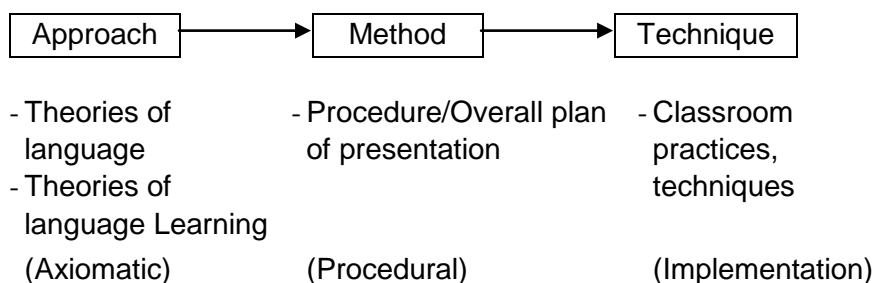 Approach Method Technique
- Theories of language
- Theories of language Learning
(Axiomatic)
- Procedure/Overall plan of presentation
(Procedural)
- Classroom practices, techniques
(Implementation)